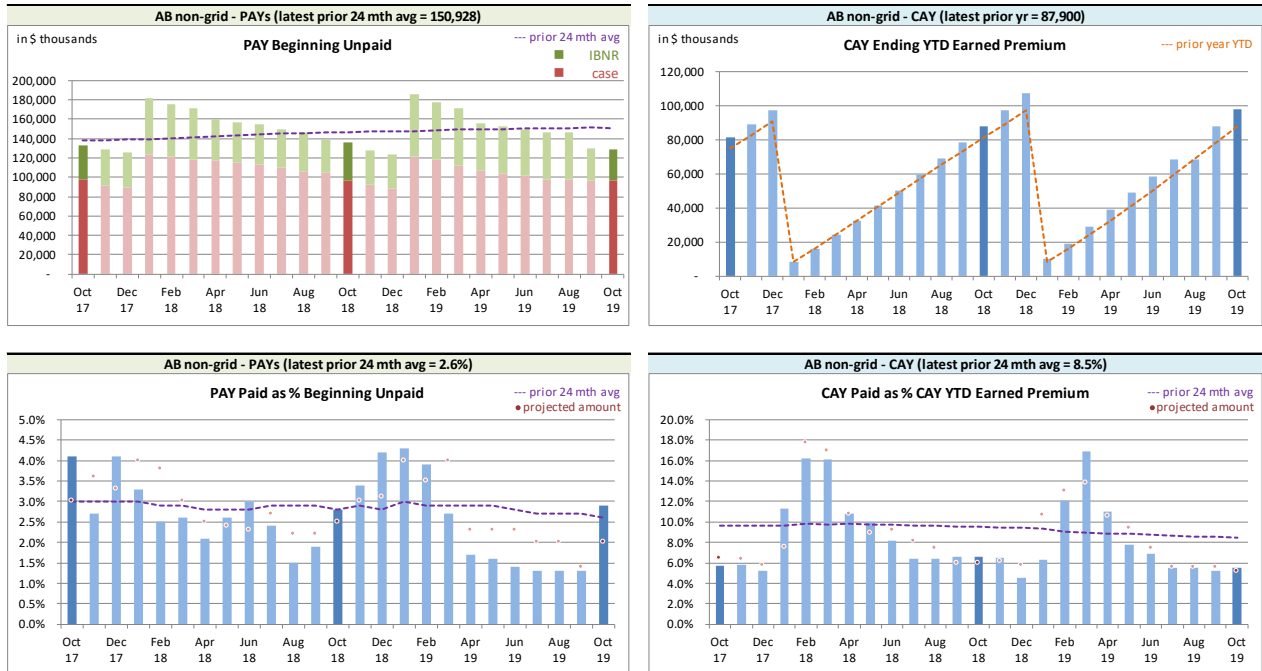 AB non-grid - PAYs (latest prior 24 mth avg = 150,928)
in $ thousands
PAY Beginning Unpaid
--- prior 24 mth avg
IBNR
case
200,000
180,000
160,000
140,000
120,000
100,000
80,000
60,000
40,000
20,000
-
Oct Dec Feb Apr Jun Aug Oct Dec Feb Apr Jun Aug Oct
17 17 18 18 18 18 18 18 19 19 19 19 19
AB non-grid - CAY (latest prior yr = 87,900)
in $ thousands
CAY Ending YTD Earned Premium
--- prior year YTD
120,000
100,000
80,000
60,000
40,000
20,000
-
Oct Dec Feb Apr Jun Aug Oct Dec Feb Apr Jun Aug Oct
17 17 18 18 18 18 18 18 19 19 19 19 19
AB non-grid - PAYs (latest prior 24 mth avg = 2.6%)
PAY Paid as % Beginning Unpaid
--- prior 24 mth avg
projected amount
5.0%
4.5%
4.0%
3.5%
3.0%
2.5%
2.0%
1.5%
1.0%
0.5%
0.0%
Oct Dec Feb Apr Jun Aug Oct Dec Feb Apr Jun Aug Oct
17 17 18 18 18 18 18 18 19 19 19 19 19
AB non-grid - CAY (latest prior 24 mth avg = 8.5%)
CAY Paid as % CAY YTD Earned Premium
--- prior 24 mth avg
projected amount
20.0%
18.0%
16.0%
14.0%
12.0%
10.0%
8.0%
6.0%
4.0%
2.0%
0.0%
Oct Dec Feb Apr Jun Aug Oct Dec Feb Apr Jun Aug Oct
17 17 18 18 18 18 18 18 19 19 19 19 19